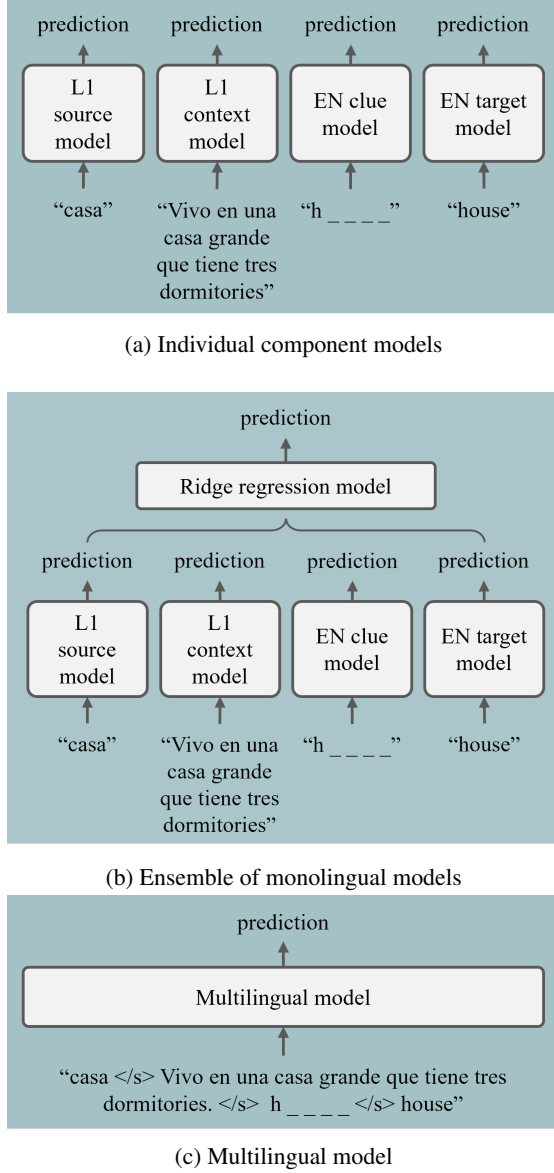 prediction prediction prediction prediction
L1 source model
L1 context model
EN clue model
EN target model
“casa”
“Vivo en una
casa grande
que tiene tres
dormitories”
“h _ _ _ _”
“house”
(a) Individual component models
prediction
Ridge regression model
prediction prediction prediction prediction
L1 source model
L1 context model
EN clue model
EN target model
“casa”
“Vivo en una
casa grande
que tiene tres
dormitories”
“h _ _ _ _”
“house”
(b) Ensemble of monolingual models
prediction
Multilingual model
“casa </s> Vivo en una casa grande que tiene tres
dormitories. </s> h _ _ _ _ </s> house”
(c) Multilingual model